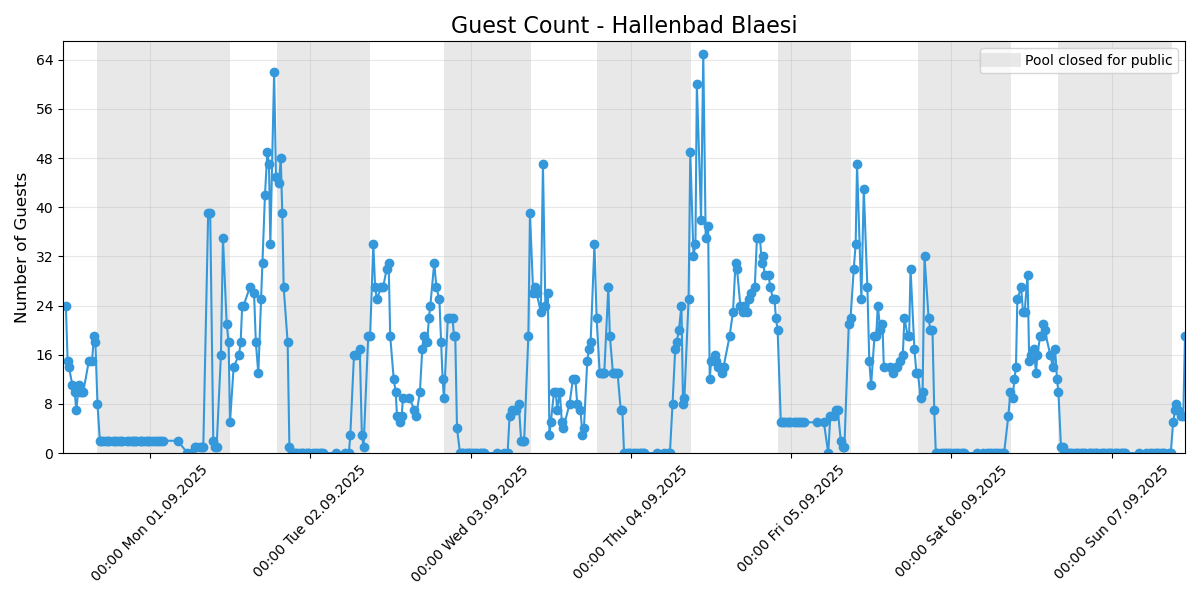 Guest Count - Hallenbad Blaesi
Pool closed for public
Number of Guests
64
56
48
40
32
24
16
8
0
00:00 Mon 01.09.2025
00:00 Tue 02.09.2025
00:00 Wed 03.09.2025
00:00 Thu 04.09.2025
00:00 Fri 05.09.2025
00:00 Sat 06.09.2025
00:00 Sun 07.09.2025